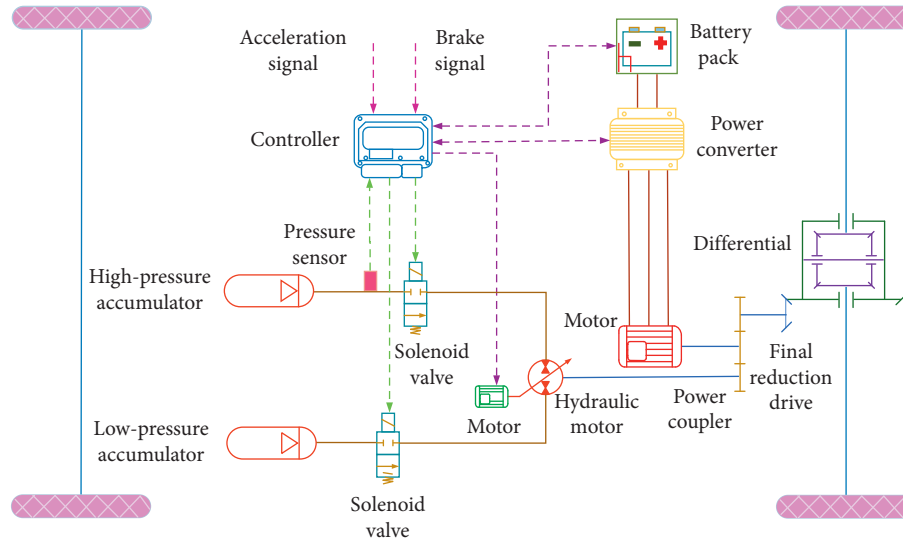 Acceleration
signal
Brake
signal
Battery
pack
Controller
Power
converter
Pressure
sensor
Differential
High-pressure
accumulator
Solenoid
valve
Motor
Final
reduction
drive
Power
coupler
Hydraulic
motor
Motor
Low-pressure
accumulator
Solenoid
valve